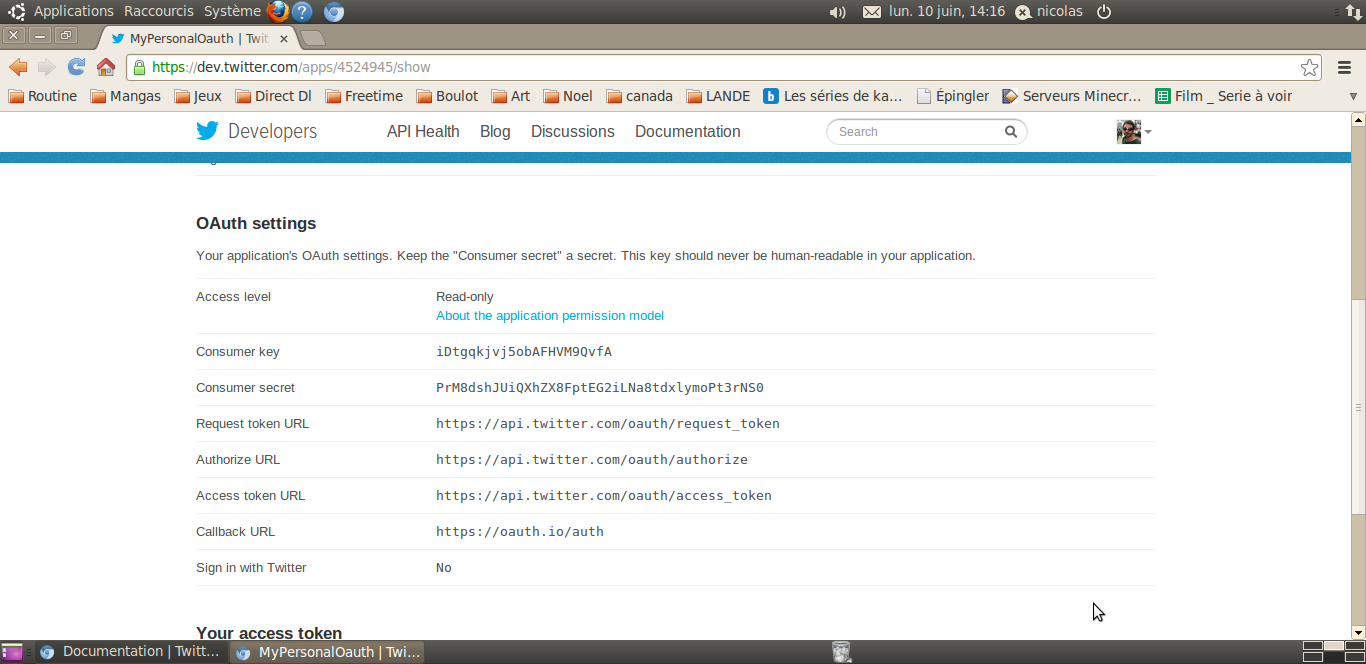 Applications Raccourcis Système lun. 10 juin, 14:16 nicolas
MyPersonalOauth | Twit
https://dev.twitter.com/apps/4524945/show
Routine Mangas Jeux Direct Dl Freetime Boulot Art Noel canada LANDE Les séries de ka... Épingler Serveurs Minecr... Film _ Serie à voir
Developers API Health Blog Discussions Documentation Search
OAuth settings
Your application's OAuth settings. Keep the "Consumer secret" a secret. This key should never be human-readable in your application.
Access level Read-only
About the application permission model
Consumer key iDtgqkjvj5obAFHVM9QvfA
Consumer secret PrM8dshJUiQXhZX8FptEG2iLNa8tdxlymoPt3rNS0
Request token URL https://api.twitter.com/oauth/request_token
Authorize URL https://api.twitter.com/oauth/authorize
Access token URL https://api.twitter.com/oauth/access_token
Callback URL https://oauth.io/auth
Sign in with Twitter No
Your access token
Documentation | Twitt... MyPersonalOauth | Twi...